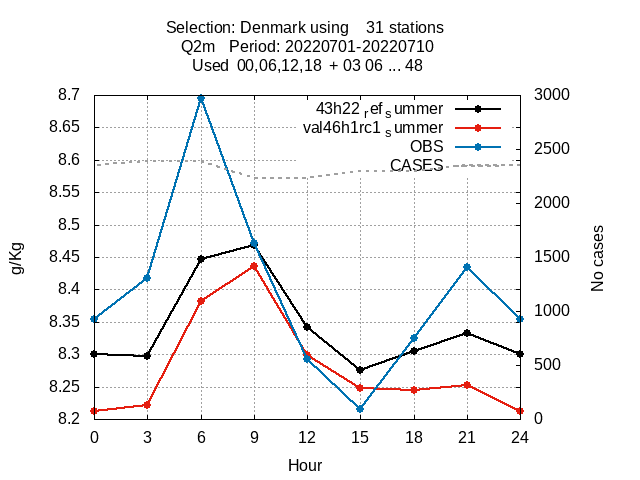 Selection: Denmark using    31 stations
Q2m   Period: 20220701-20220710
Used  00,06,12,18  + 03 06 ... 48
8.7
8.65
8.6
8.55
8.5
8.45
8.4
8.35
8.3
8.25
8.2
3000
2500
2000
1500
1000
500
0
43h22refsummer
val46h1rc1summer
OBS
CASES
g/Kg
No cases
0 3 6 9 12 15 18 21 24
Hour